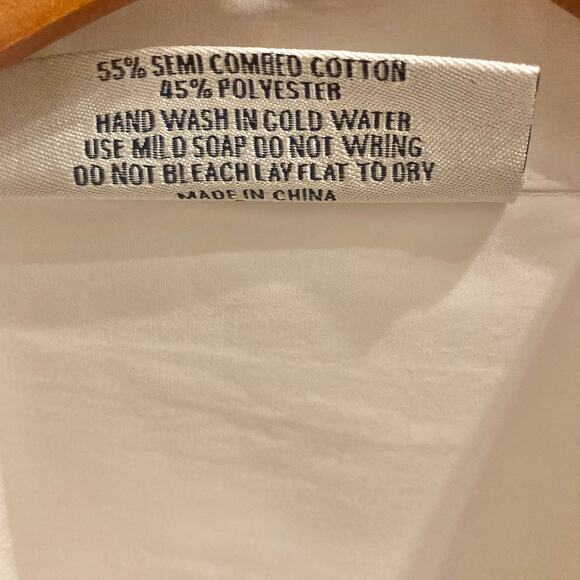 55% SEMI COMBED COTTON
45% POLYESTER
HAND WASH IN COLD WATER
USE MILD SOAP DO NOT WRING
DO NOT BLEACH LAY FLAT TO DRY
MADE IN CHINA